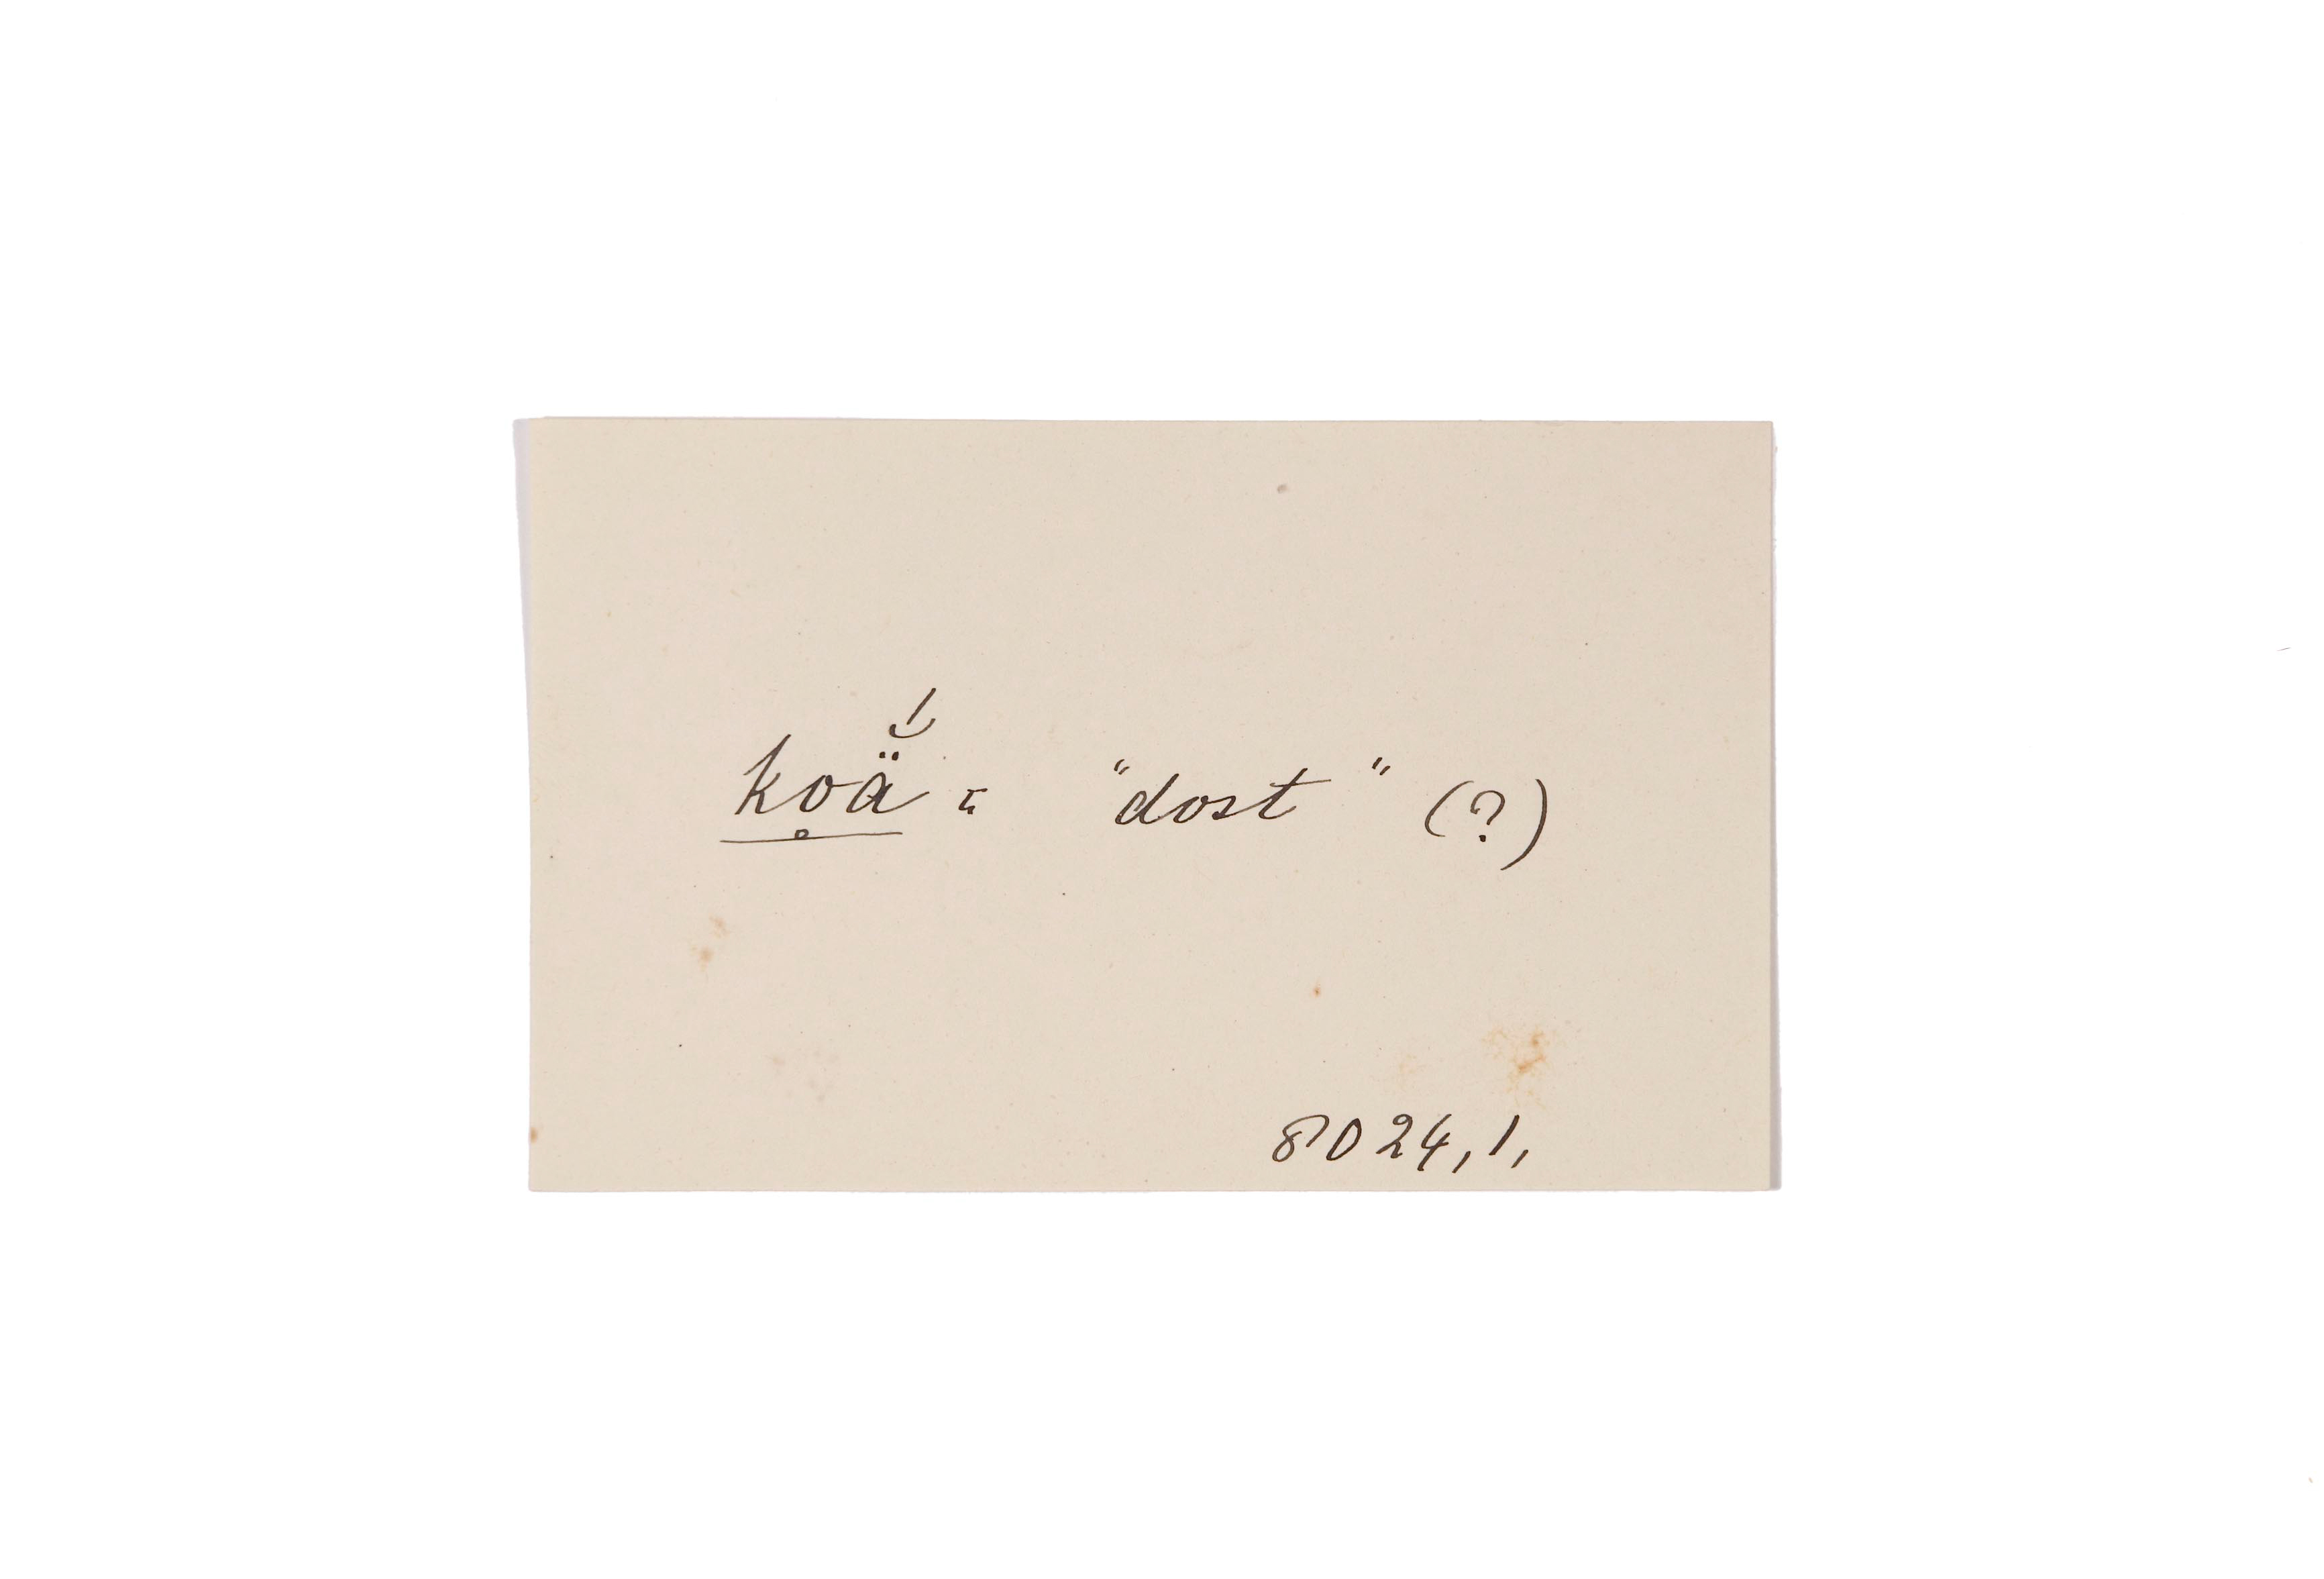 ko̥ä̆́ = "dost" (?)
8024,1,